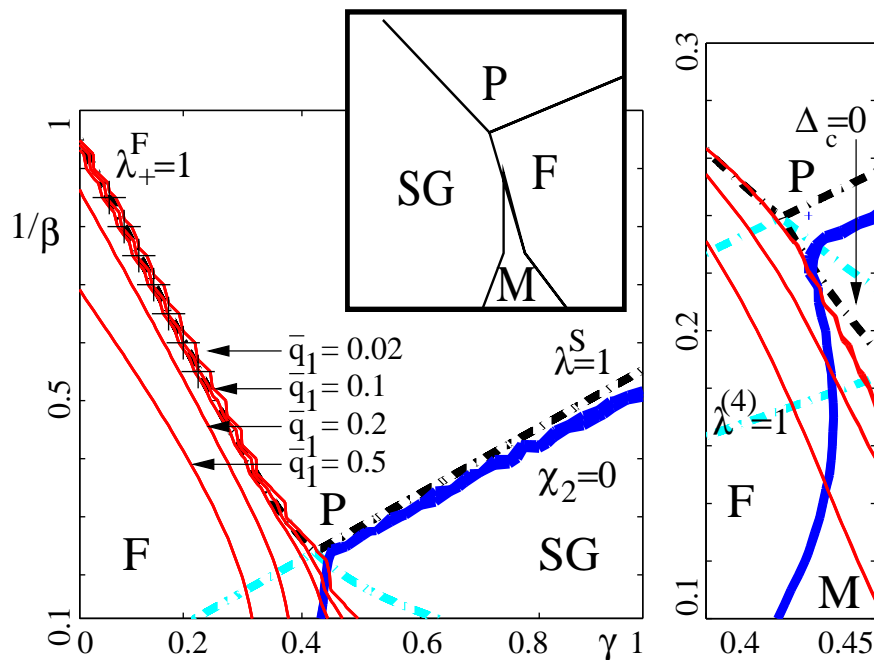 P
SG
F
M
1
λ₊ᶠ=1
1/β
0.5
0.1
q̄₁ = 0.02
q̄₁ = 0.1
q̄₁ = 0.2
q̄₁ = 0.5
λˢ=1
χ₂=0
P
F
SG
0
0.2
0.4
0.6
0.8
γ
1
0.3
Δc=0
P
0.2
λ⁽⁴⁾=1
F
0.1
M
0.4
0.45